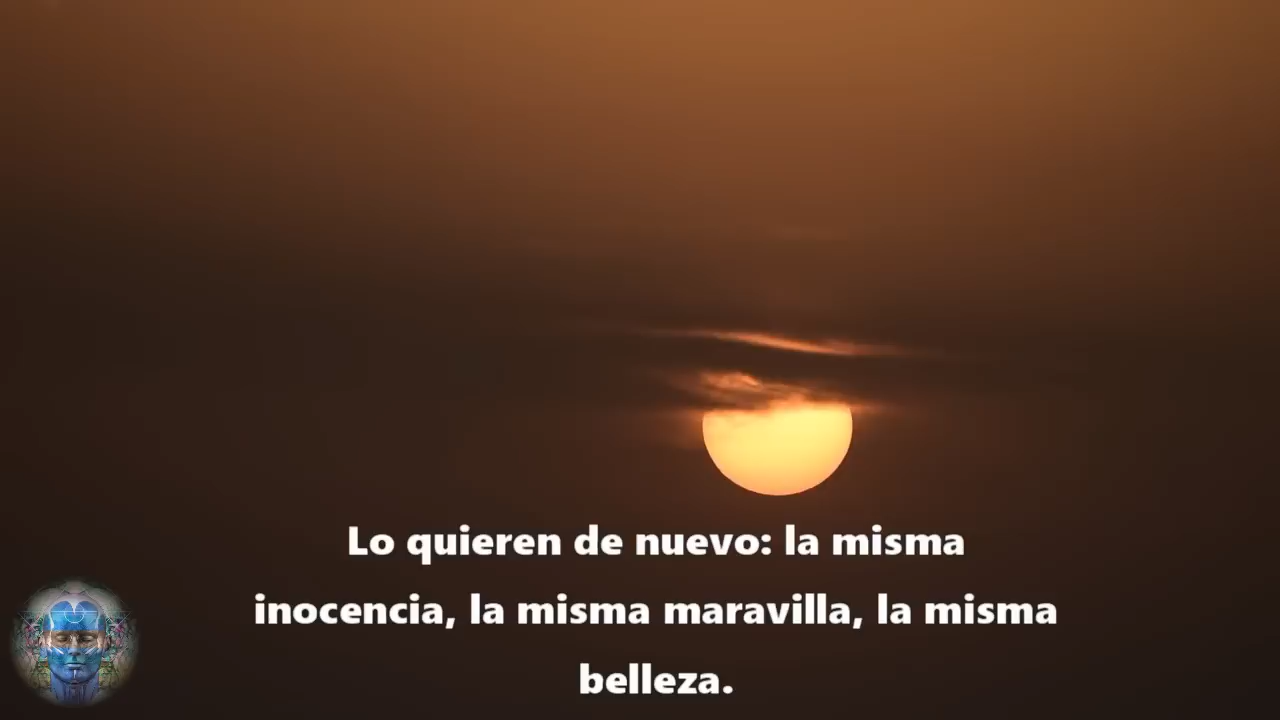 Lo quieren de nuevo: la misma
inocencia, la misma maravilla, la misma
belleza.